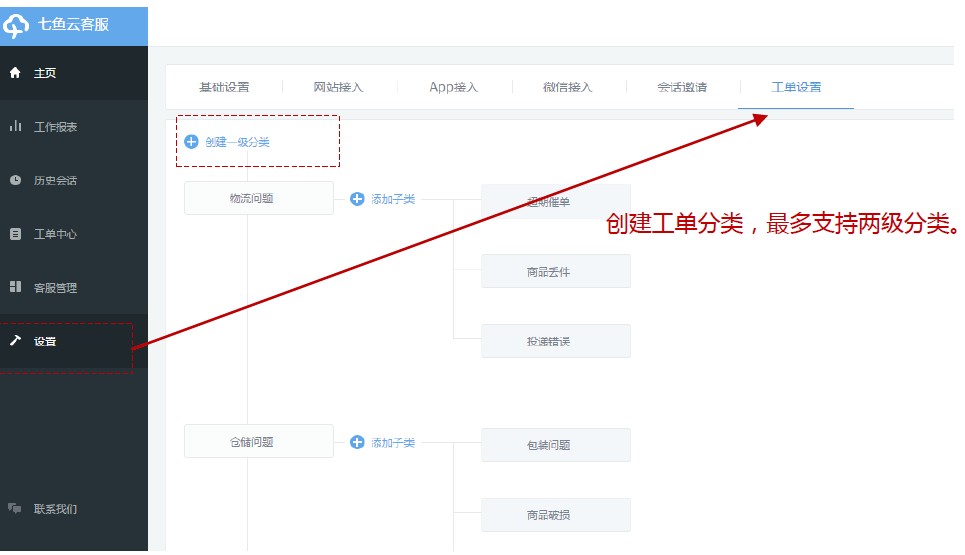 七鱼云客服
主页
工作报表
历史会话
工单中心
客服管理
设置
联系我们
基础设置 网站接入 App接入 微信接入 会话邀请 工单设置
创建一级分类
物流问题 添加子类 超期催单
创建工单分类，最多支持两级分类。
商品丢件
投递错误
仓储问题 添加子类 包装问题
商品破损